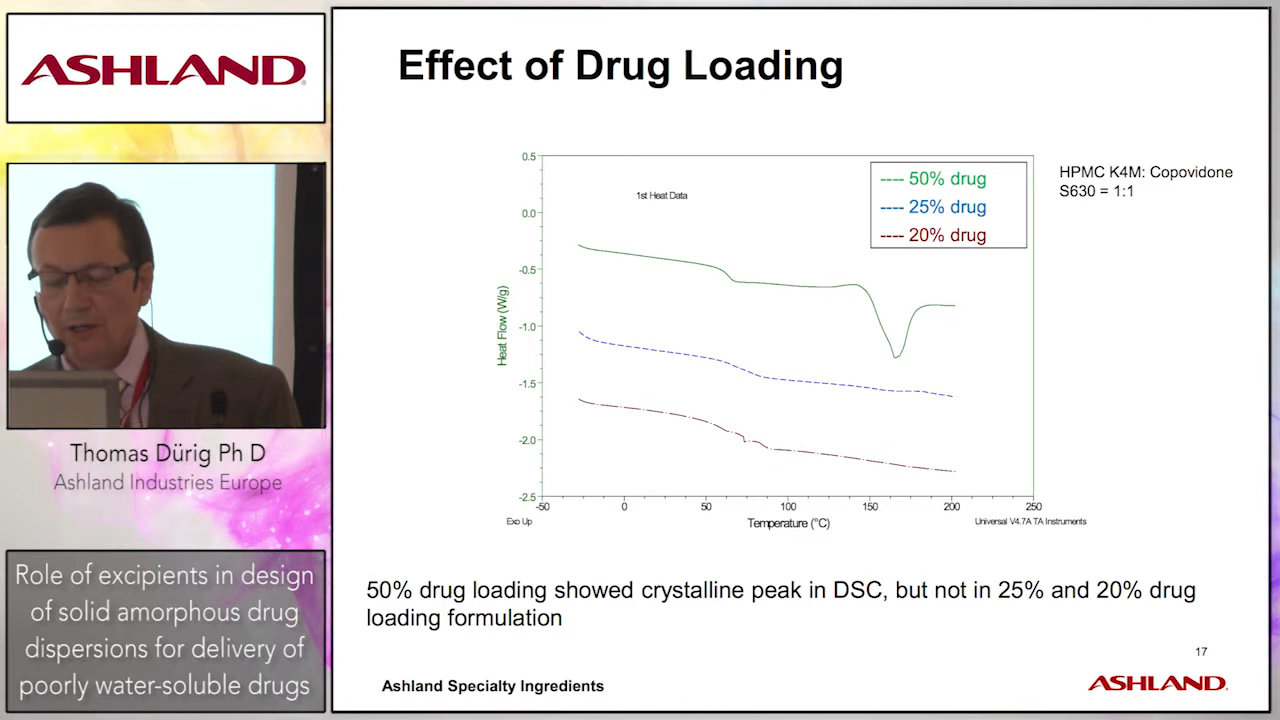 ASHLAND®
Thomas Dürig Ph D
Ashland Industries Europe
Role of excipients in design
of solid amorphous drug
dispersions for delivery of
poorly water-soluble drugs
Effect of Drug Loading
1st Heat Data
---- 50% drug
---- 25% drug
---- 20% drug
HPMC K4M: Copovidone
S630 = 1:1
Heat Flow (W/g)
0.5
0.0
-0.5
-1.0
-1.5
-2.0
-2.5
-50
0
50
100
150
200
250
Exo Up
Temperature (°C)
Universal V4.7A TA Instruments
50% drug loading showed crystalline peak in DSC, but not in 25% and 20% drug
loading formulation
17
Ashland Specialty Ingredients
ASHLAND.